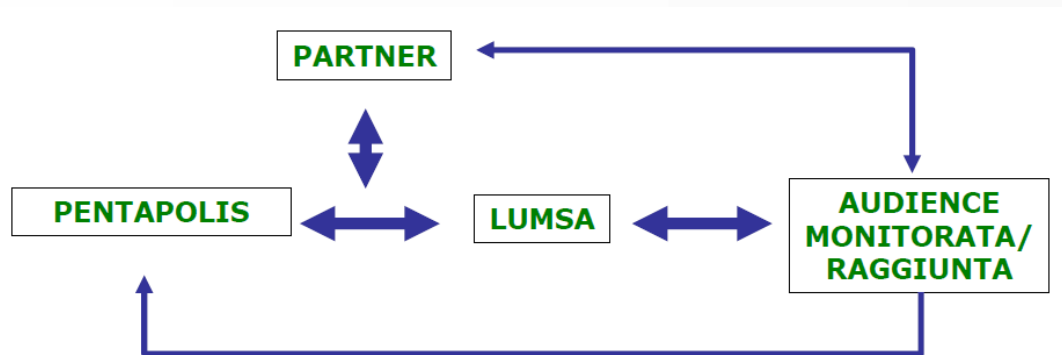 PARTNER
PENTAPOLIS
LUMSA
AUDIENCE
MONITORATA/
RAGGIUNTA